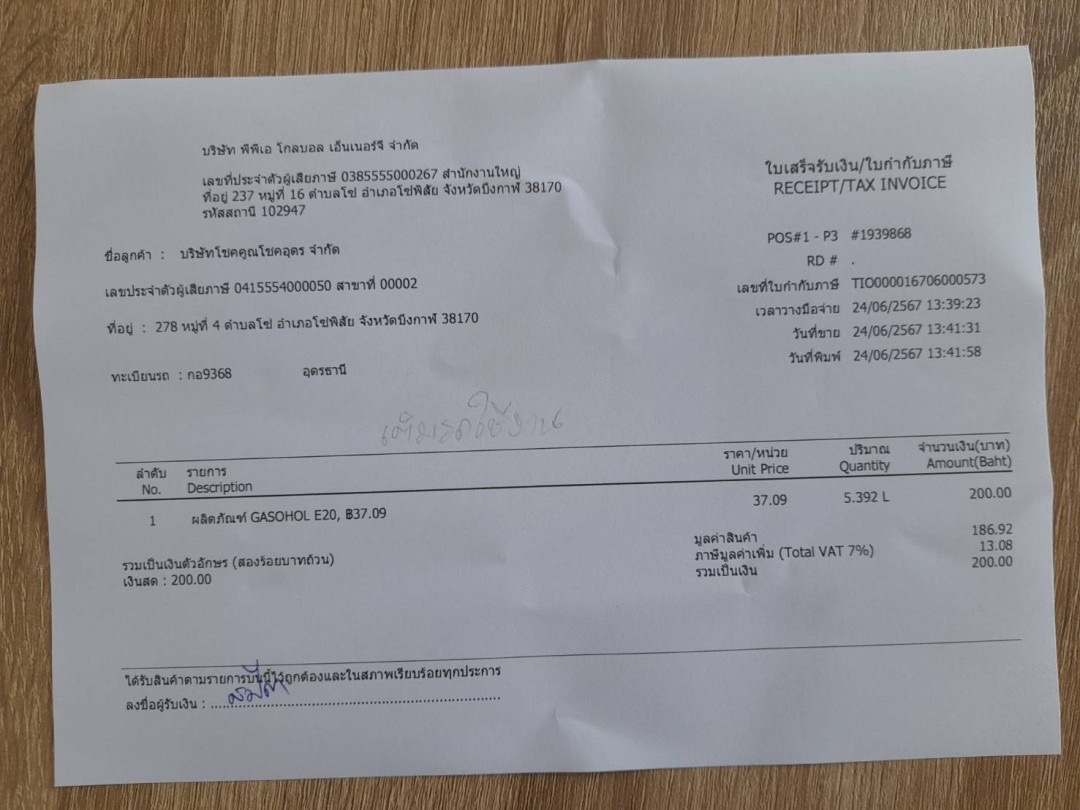 บริษัท พีพีเอ โกลบอล เอ็นเนอร์จี จำกัด
เลขที่ประจำตัวผู้เสียภาษี 0385555000267 สำนักงานใหญ่
ที่อยู่ 237 หมู่ที่ 16 ตำบลโซ่ อำเภอโซ่พิสัย จังหวัดบึงกาฬ 38170
รหัสสถานี 102947
ใบเสร็จรับเงิน/ใบกำกับภาษี
RECEIPT/TAX INVOICE
ชื่อลูกค้า : บริษัทโชคคูณโชคอุดร จำกัด
เลขประจำตัวผู้เสียภาษี 0415554000050 สาขาที่ 00002
ที่อยู่ : 278 หมู่ที่ 4 ตำบลโซ่ อำเภอโซ่พิสัย จังหวัดบึงกาฬ 38170
ทะเบียนรถ : กอ9368 อุดรธานี
POS#1 - P3 #1939868
RD # .
เลขที่ใบกำกับภาษี TIO000016706000573
เวลาวางมือจ่าย 24/06/2567 13:39:23
วันที่ขาย 24/06/2567 13:41:31
วันที่พิมพ์ 24/06/2567 13:41:58
เติมรถใช้งาน
ลำดับ รายการ ราคา/หน่วย ปริมาณ จำนวนเงิน(บาท)
No. Description Unit Price Quantity Amount(Baht)
1 ผลิตภัณฑ์ GASOHOL E20, ฿37.09 37.09 5.392 L 200.00
มูลค่าสินค้า 186.92
ภาษีมูลค่าเพิ่ม (Total VAT 7%) 13.08
รวมเป็นเงิน 200.00
รวมเป็นเงินตัวอักษร (สองร้อยบาทถ้วน)
เงินสด : 200.00
ได้รับสินค้าตามรายการบนนี้ไว้ถูกต้องและในสภาพเรียบร้อยทุกประการ
ลงชื่อผู้รับเงิน :